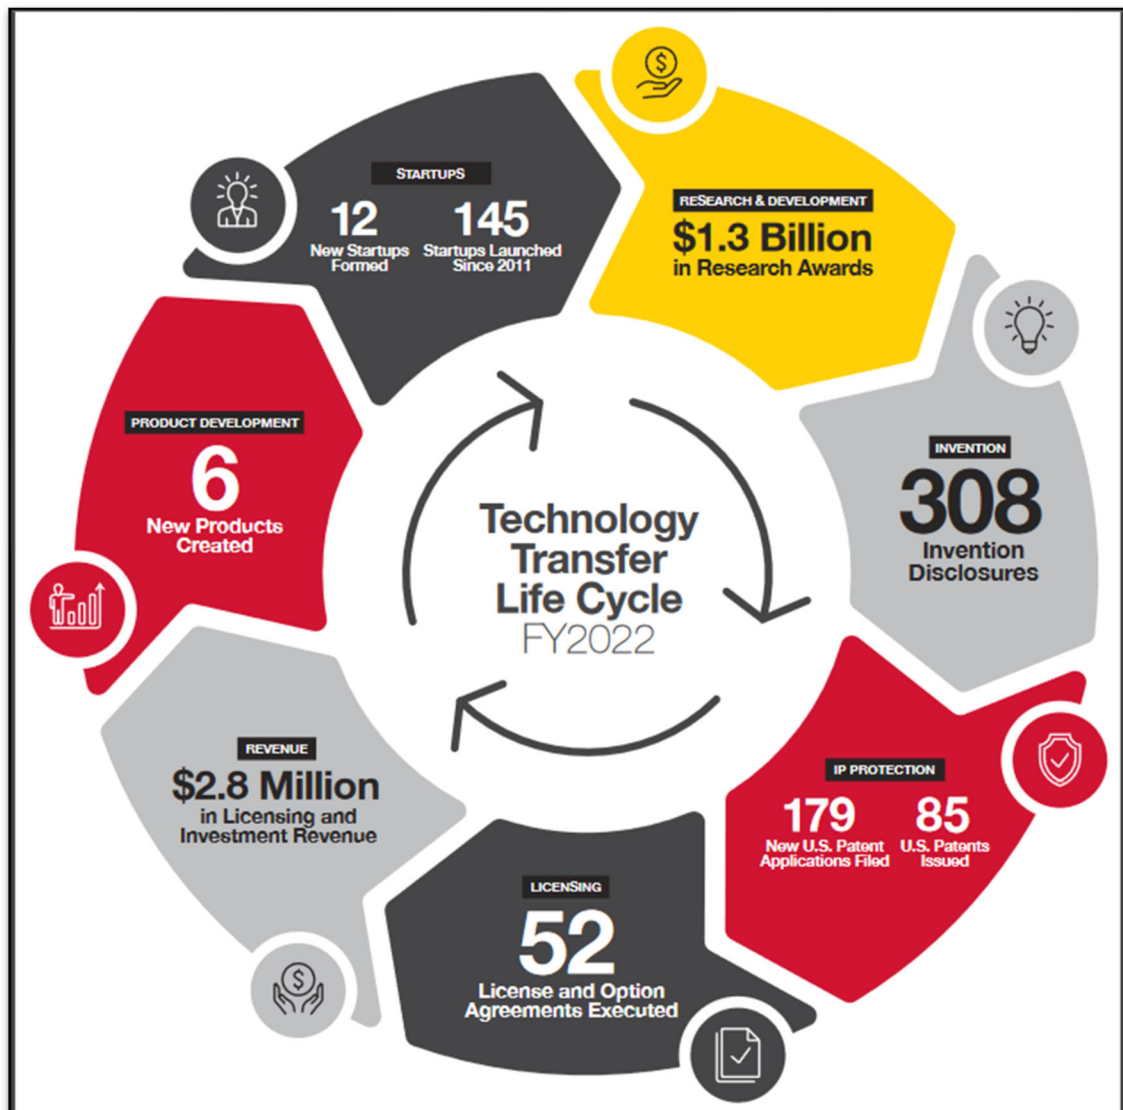 STARTUPS
12
New Startups
Formed
145
Startups Launched
Since 2011
RESEARCH & DEVELOPMENT
$1.3 Billion
in Research Awards
INVENTION
308
Invention
Disclosures
IP PROTECTION
179
New U.S. Patent
Applications Filed
85
U.S. Patents
Issued
LICENSING
52
License and Option
Agreements Executed
REVENUE
$2.8 Million
in Licensing and
Investment Revenue
PRODUCT DEVELOPMENT
6
New Products
Created
Technology
Transfer
Life Cycle
FY2022
$
$